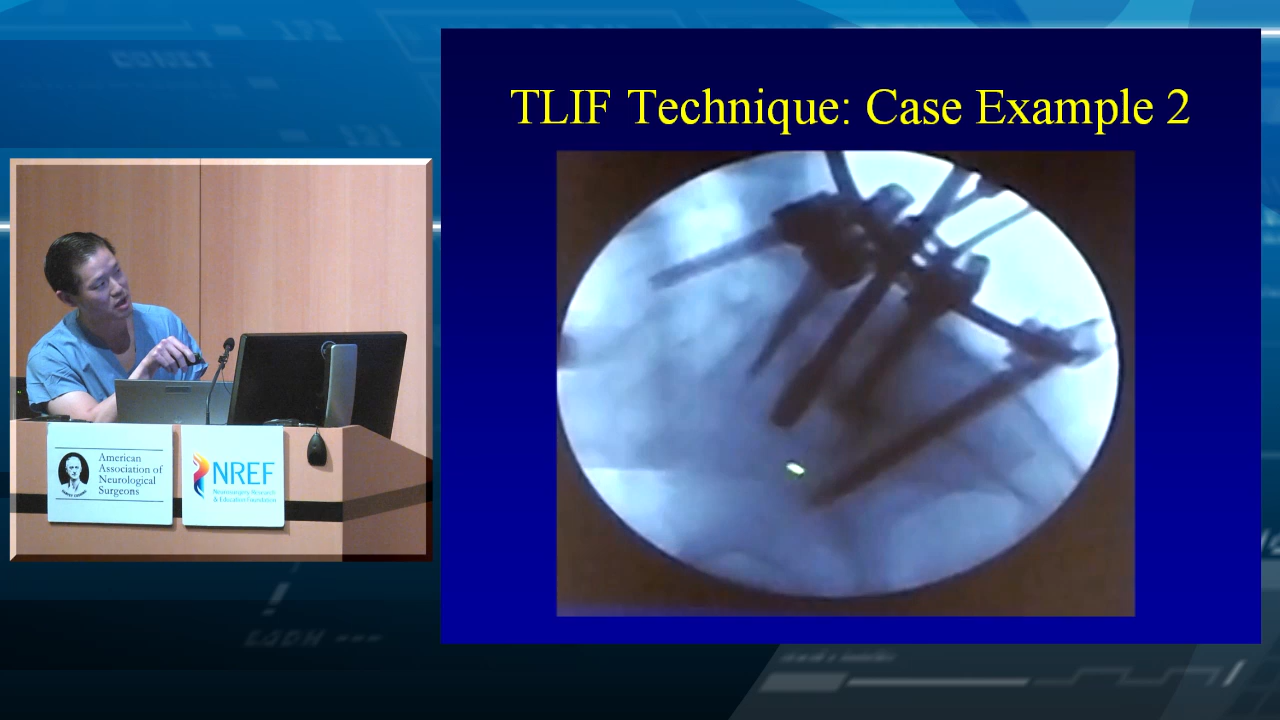 TLIF Technique: Case Example 2
American
Association of
Neurological
Surgeons
NREF
Neurosurgery Research
& Education Foundation